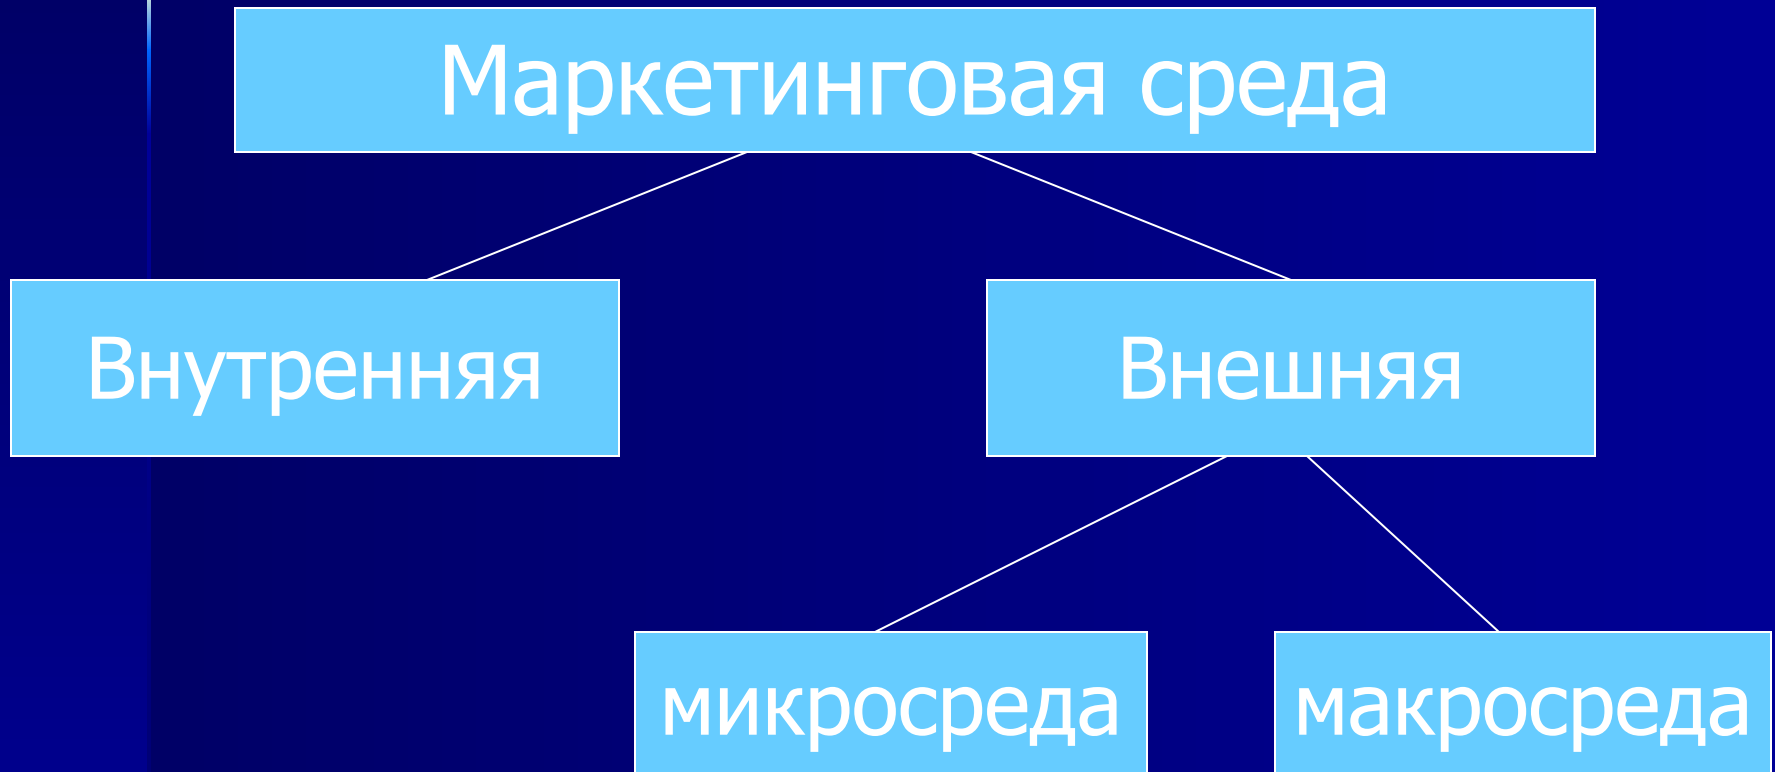 Маркетинговая среда
Внутренняя
Внешняя
микросреда
макросреда